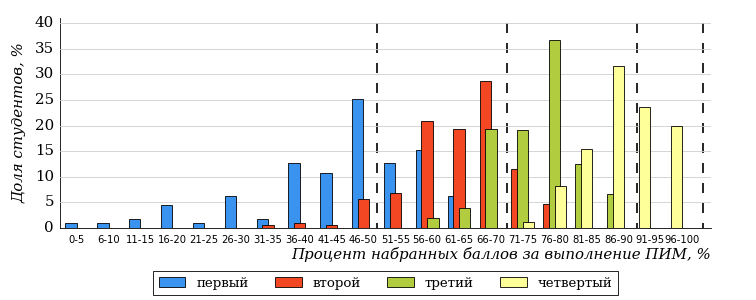 Доля студентов, %
40
35
30
25
20
15
10
5
0
0-5 6-10 11-15 16-20 21-25 26-30 31-35 36-40 41-45 46-50 51-55 56-60 61-65 66-70 71-75 76-80 81-85 86-90 91-95 96-100
Процент набранных баллов за выполнение ПИМ, %
первый второй третий четвертый